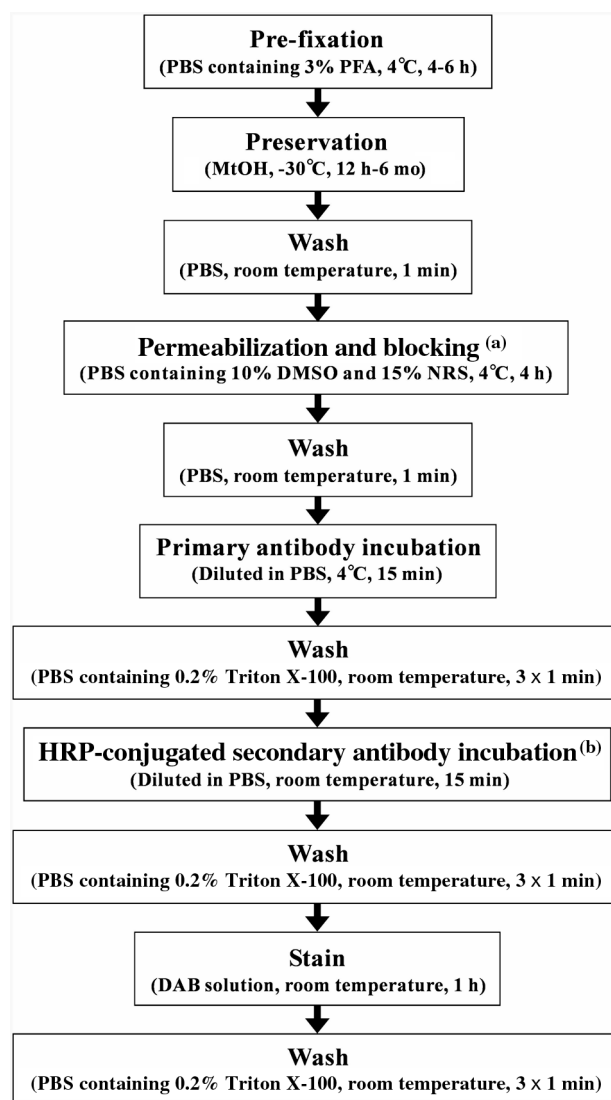 Pre-fixation
(PBS containing 3% PFA, 4℃, 4-6 h)
Preservation
(MtOH, -30℃, 12 h-6 mo)
Wash
(PBS, room temperature, 1 min)
Permeabilization and blocking (a)
(PBS containing 10% DMSO and 15% NRS, 4℃, 4 h)
Wash
(PBS, room temperature, 1 min)
Primary antibody incubation
(Diluted in PBS, 4℃, 15 min)
Wash
(PBS containing 0.2% Triton X-100, room temperature, 3 x 1 min)
HRP-conjugated secondary antibody incubation(b)
(Diluted in PBS, room temperature, 15 min)
Wash
(PBS containing 0.2% Triton X-100, room temperature, 3 x 1 min)
Stain
(DAB solution, room temperature, 1 h)
Wash
(PBS containing 0.2% Triton X-100, room temperature, 3 x 1 min)